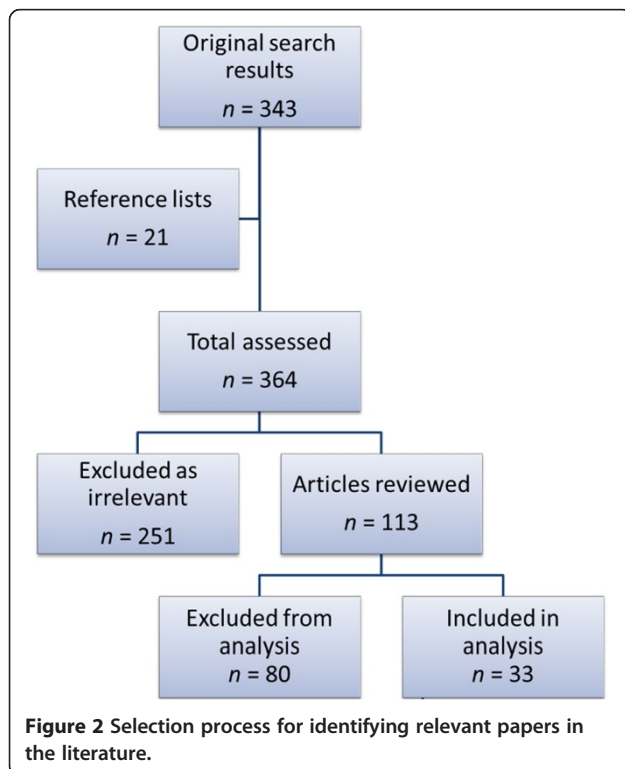 Original search
results
n = 343
Reference lists
n = 21
Total assessed
n = 364
Excluded as
irrelevant
n = 251
Articles reviewed
n = 113
Excluded from
analysis
n = 80
Included in
analysis
n = 33
Figure 2 Selection process for identifying relevant papers in
the literature.